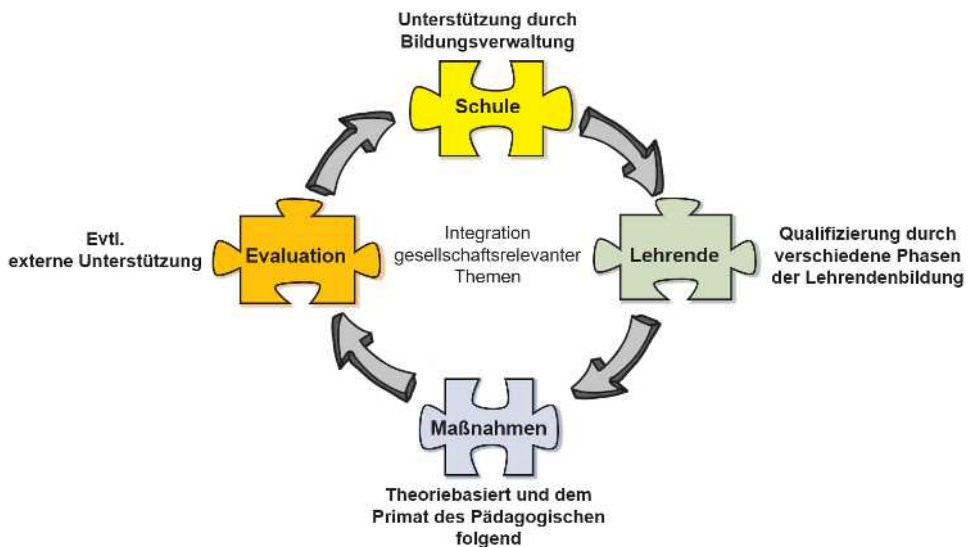 Unterstützung durch
Bildungsverwaltung
Schule
Evtl.
externe Unterstützung
Evaluation
Integration
gesellschaftsrelevanter
Themen
Lehrende
Qualifizierung durch
verschiedene Phasen
der Lehrendenbildung
Maßnahmen
Theoriebasiert und dem
Primat des Pädagogischen
folgend